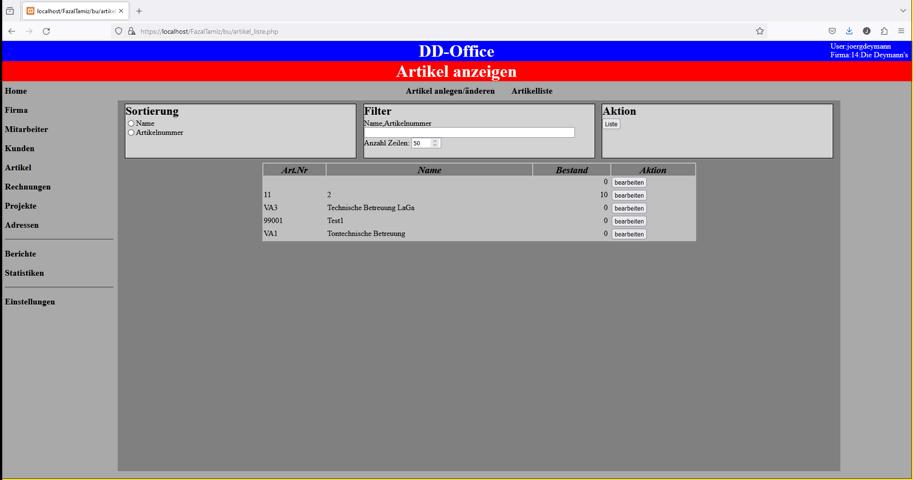 localhost/FazalTamiz/bu/artikel
https://localhost/FazalTamiz/bu/artikel_liste.php
DD-Office
User:joergdeymann
Firma:14:Die Deymann's
Artikel anzeigen
Home
Artikel anlegen/änderen Artikelliste
Firma
Mitarbeiter
Kunden
Artikel
Rechnungen
Projekte
Adressen
Berichte
Statistiken
Einstellungen
Sortierung
Name
Artikelnummer
Filter
Name,Artikelnummer
Anzahl Zeilen: 50
Aktion
Liste
Art.Nr Name Bestand Aktion
0 bearbeiten
11 2 10 bearbeiten
VA3 Technische Betreuung LaGa 0 bearbeiten
99001 Test1 0 bearbeiten
VA1 Tontechnische Betreuung 0 bearbeiten